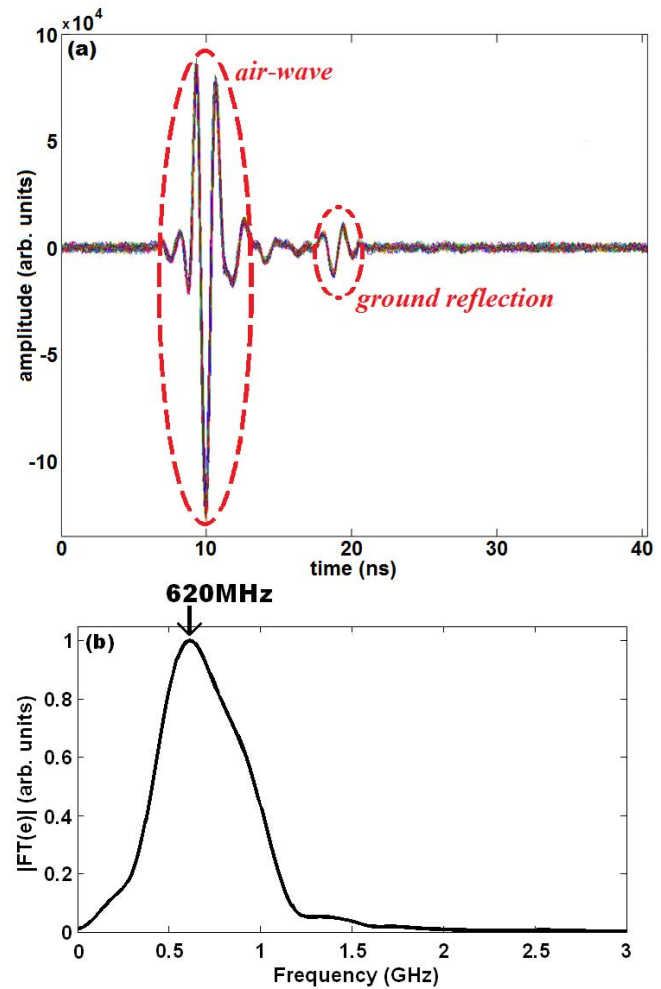 ×10⁴
10
(a)
air-wave
5
0
ground reflection
-5
-10
amplitude (arb. units)
0 10 20 30 40
time (ns)
620MHz
1
(b)
0.8
0.6
0.4
0.2
0
|FT(e)| (arb. units)
0 0.5 1 1.5 2 2.5 3
Frequency (GHz)